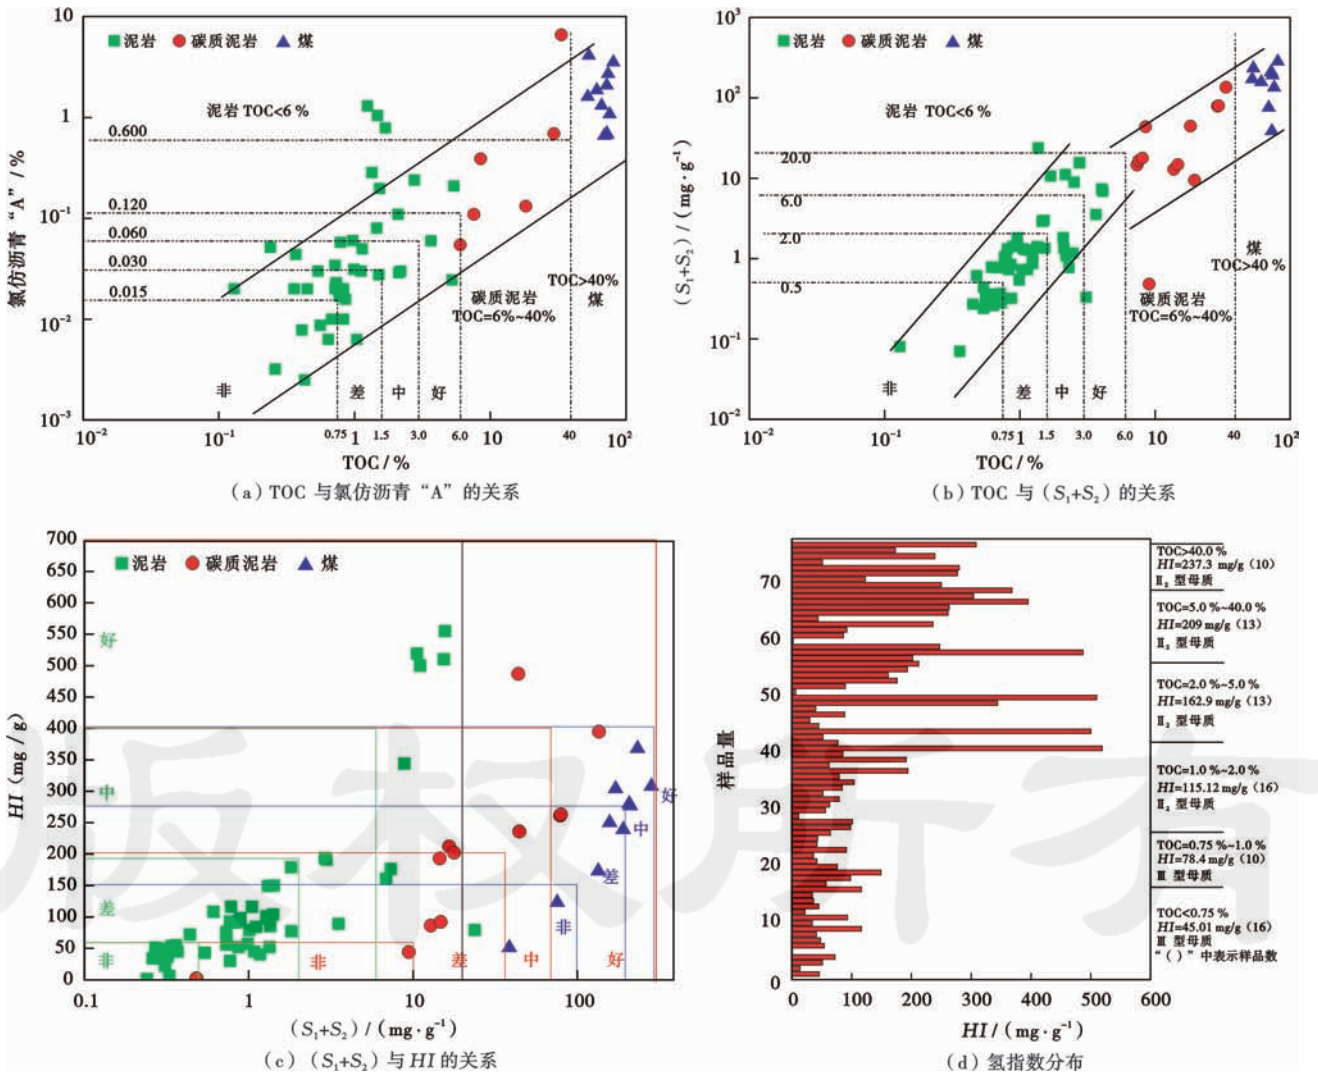 泥岩 碳质泥岩 煤
泥岩 TOC<6 %
0.600
0.120
0.060
0.030
0.015
TOC>40%
煤
碳质泥岩
TOC=6%~40%
非 差 中 好
10
1
10⁻¹
10⁻²
10⁻³
氯仿沥青“A”/ %
10⁻² 10⁻¹ 0.75 1 1.5 3.0 6.0 10 40 10²
TOC / %
(a) TOC 与氯仿沥青“A”的关系
泥岩 碳质泥岩 煤
泥岩 TOC<6 %
20.0
6.0
2.0
0.5
煤
TOC>40 %
碳质泥岩
TOC=6%~40%
非 差 中 好
10³
10²
10
1
10⁻¹
10⁻²
(S₁+S₂) / (mg · g⁻¹)
10⁻¹ 0.75 1 1.5 3.0 6.0 10 40 10²
10⁻²
TOC / %
(b) TOC 与 (S₁+S₂) 的关系
泥岩 碳质泥岩 煤
700
650
600
550
500
450
400
350
300
250
200
150
100
50
0
HI (mg / g)
好
中
差
非
非 差 中 好
非 差 中 好
0.1 1 10 100
(S₁+S₂) / (mg · g⁻¹)
(c) (S₁+S₂) 与 HI 的关系
70
60
50
40
30
20
10
0
样品量
TOC>40.0 %
HI=237.3 mg/g (10)
Ⅱ₂ 型母质
TOC=5.0 %~40.0 %
HI=209 mg/g (13)
Ⅱ₂ 型母质
TOC=2.0 %~5.0 %
HI=162.9 mg/g (13)
Ⅱ₂ 型母质
TOC=1.0 %~2.0 %
HI=115.12 mg/g (16)
Ⅱ₂ 型母质
TOC=0.75 %~1.0 %
HI=78.4 mg/g (10)
Ⅲ 型母质
TOC<0.75 %
HI=45.01 mg/g (16)
Ⅲ 型母质
“( )”中表示样品数
0 100 200 300 400 500 600
HI / (mg · g⁻¹)
(d) 氢指数分布
版权所有